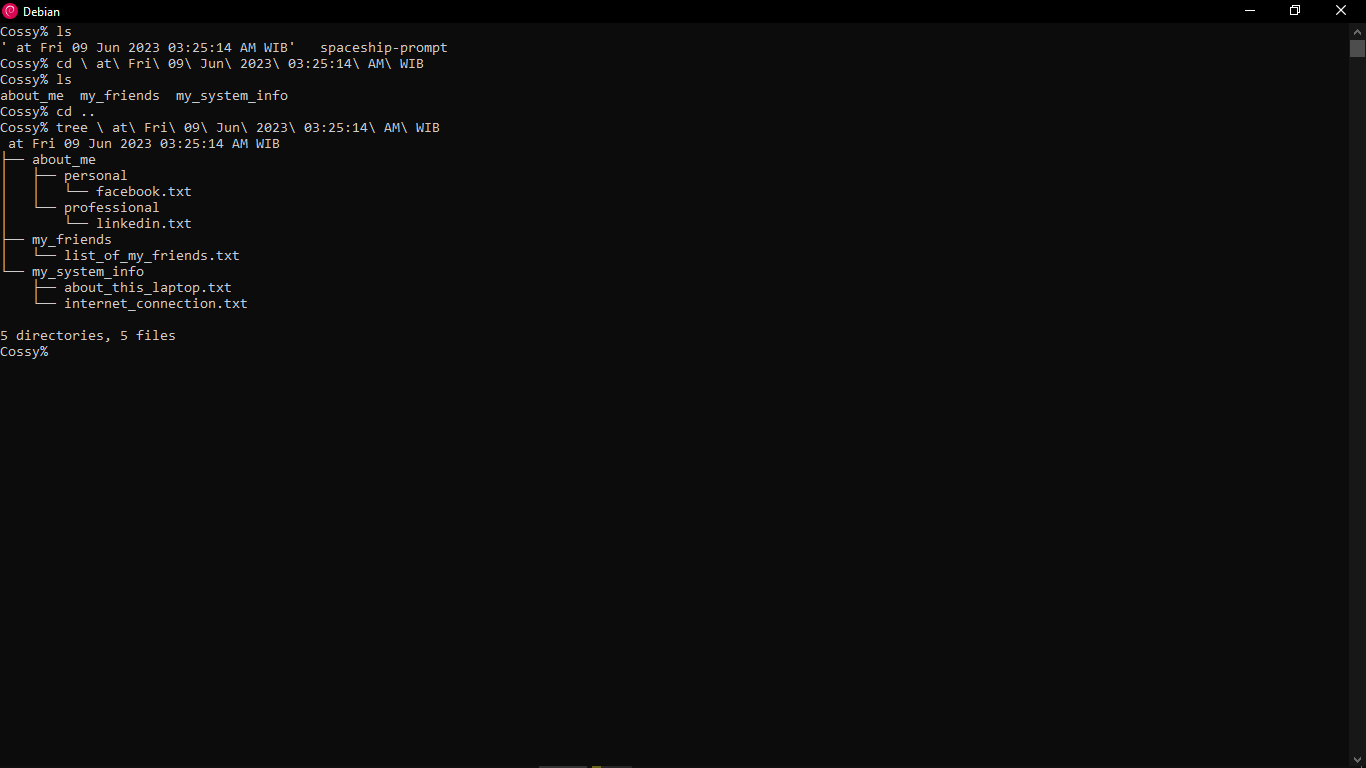 Debian
Cossy% ls
' at Fri 09 Jun 2023 03:25:14 AM WIB'   spaceship-prompt
Cossy% cd \ at\ Fri\ 09\ Jun\ 2023\ 03:25:14\ AM\ WIB
Cossy% ls
about_me  my_friends  my_system_info
Cossy% cd ..
Cossy% tree \ at\ Fri\ 09\ Jun\ 2023\ 03:25:14\ AM\ WIB
 at Fri 09 Jun 2023 03:25:14 AM WIB
├── about_me
│   ├── personal
│   │   └── facebook.txt
│   └── professional
│       └── linkedin.txt
├── my_friends
│   └── list_of_my_friends.txt
└── my_system_info
    ├── about_this_laptop.txt
    └── internet_connection.txt

5 directories, 5 files
Cossy%